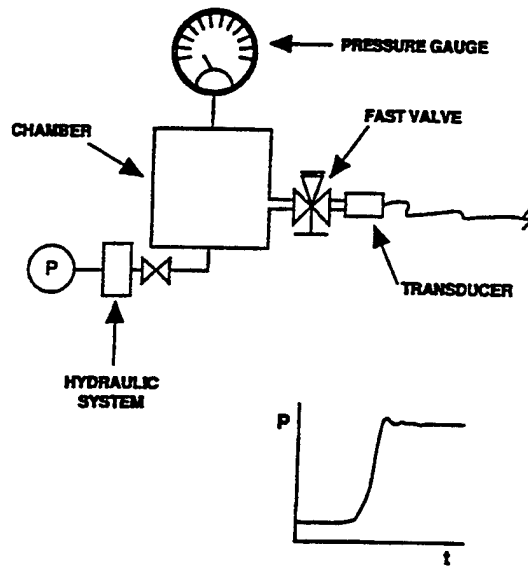 PRESSURE GAUGE
FAST VALVE
CHAMBER
P
TRANSDUCER
HYDRAULIC
SYSTEM
P
t